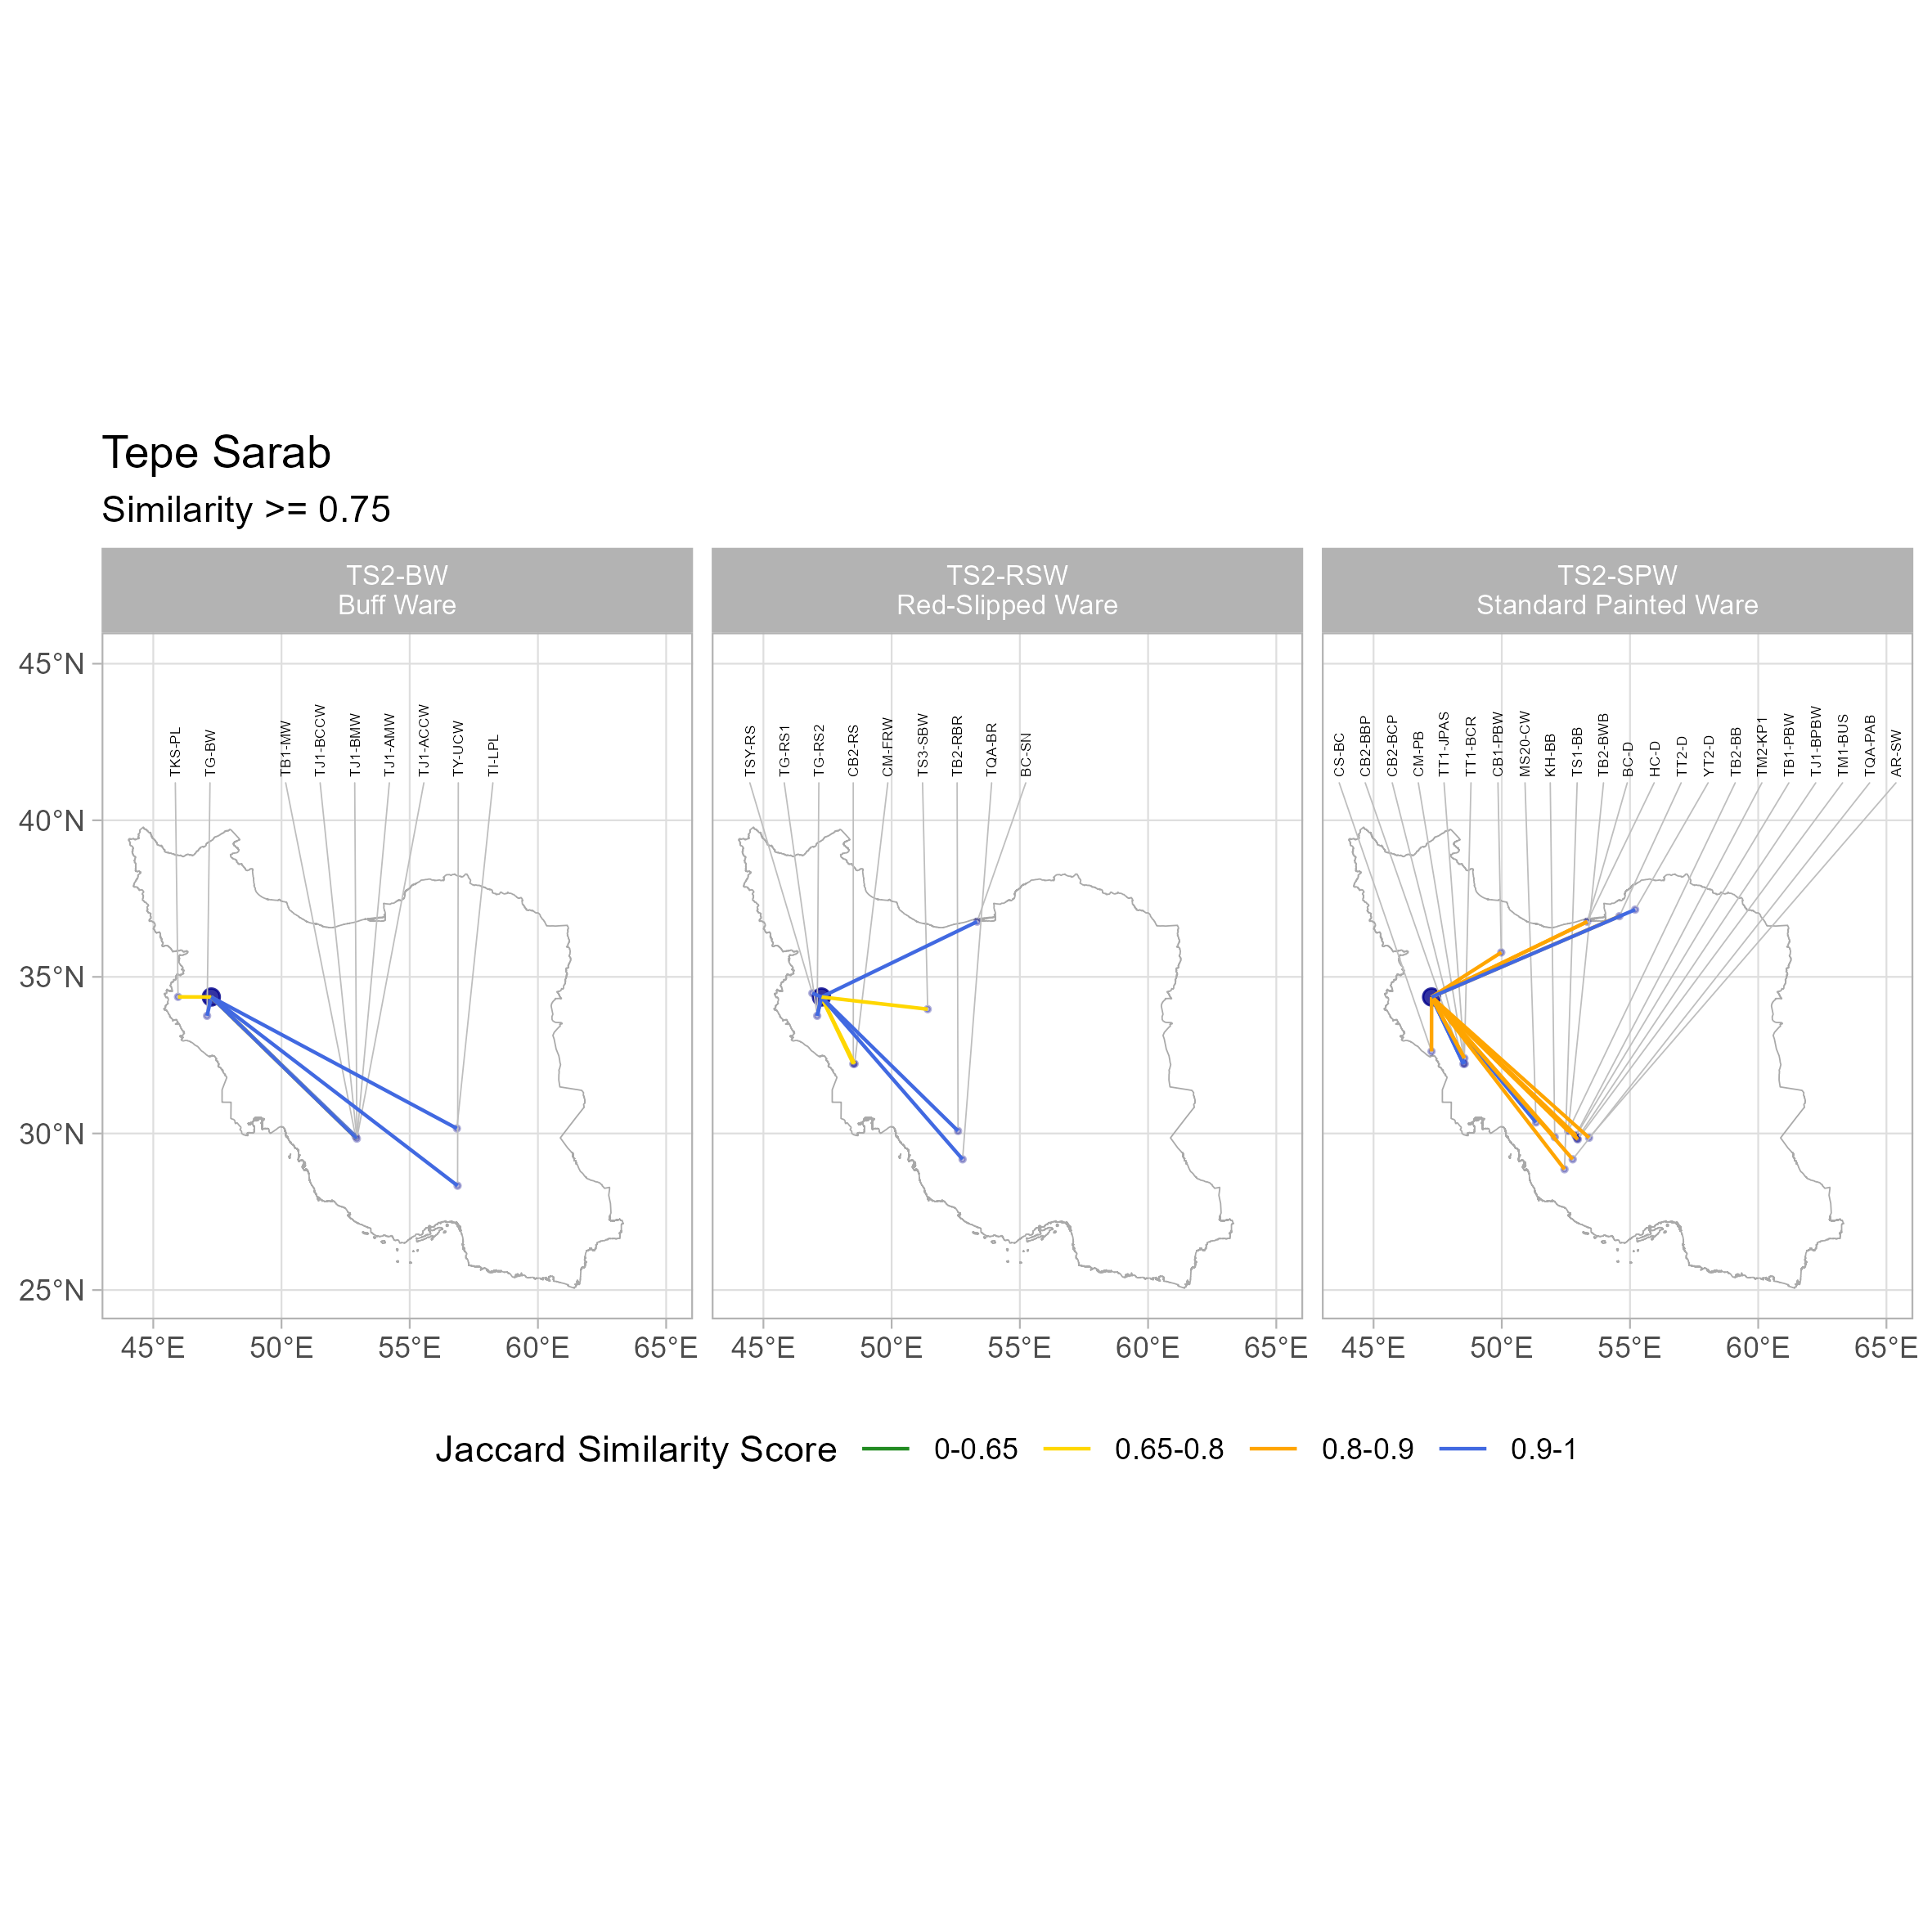 Tepe Sarab
Similarity >= 0.75
TS2-BW
Buff Ware
TS2-RSW
Red-Slipped Ware
TS2-SPW
Standard Painted Ware
45°N
40°N
35°N
30°N
25°N
TKS-PL
TG-BW
TB1-MW
TJ1-BCCW
TJ1-BMW
TJ1-AMW
TJ1-ACCW
TY-UCW
TI-LPL
TSY-RS
TG-RS1
TG-RS2
CB2-RS
CM-FRW
TS3-SBW
TB2-RBR
TQA-BR
BC-SN
CS-BC
CB2-BBP
CB2-BCP
CM-PB
TT1-JPAS
TT1-BCR
CB1-PBW
MS20-CW
KH-BB
TS1-BB
TB2-BWB
BC-D
HC-D
TT2-D
YT2-D
TB2-BB
TM2-KP1
TB1-PBW
TJ1-BPBW
TM1-BUS
TQA-PAB
AR-SW
45°E 50°E 55°E 60°E 65°E
45°E 50°E 55°E 60°E 65°E
45°E 50°E 55°E 60°E 65°E
Jaccard Similarity Score 0-0.65 0.65-0.8 0.8-0.9 0.9-1